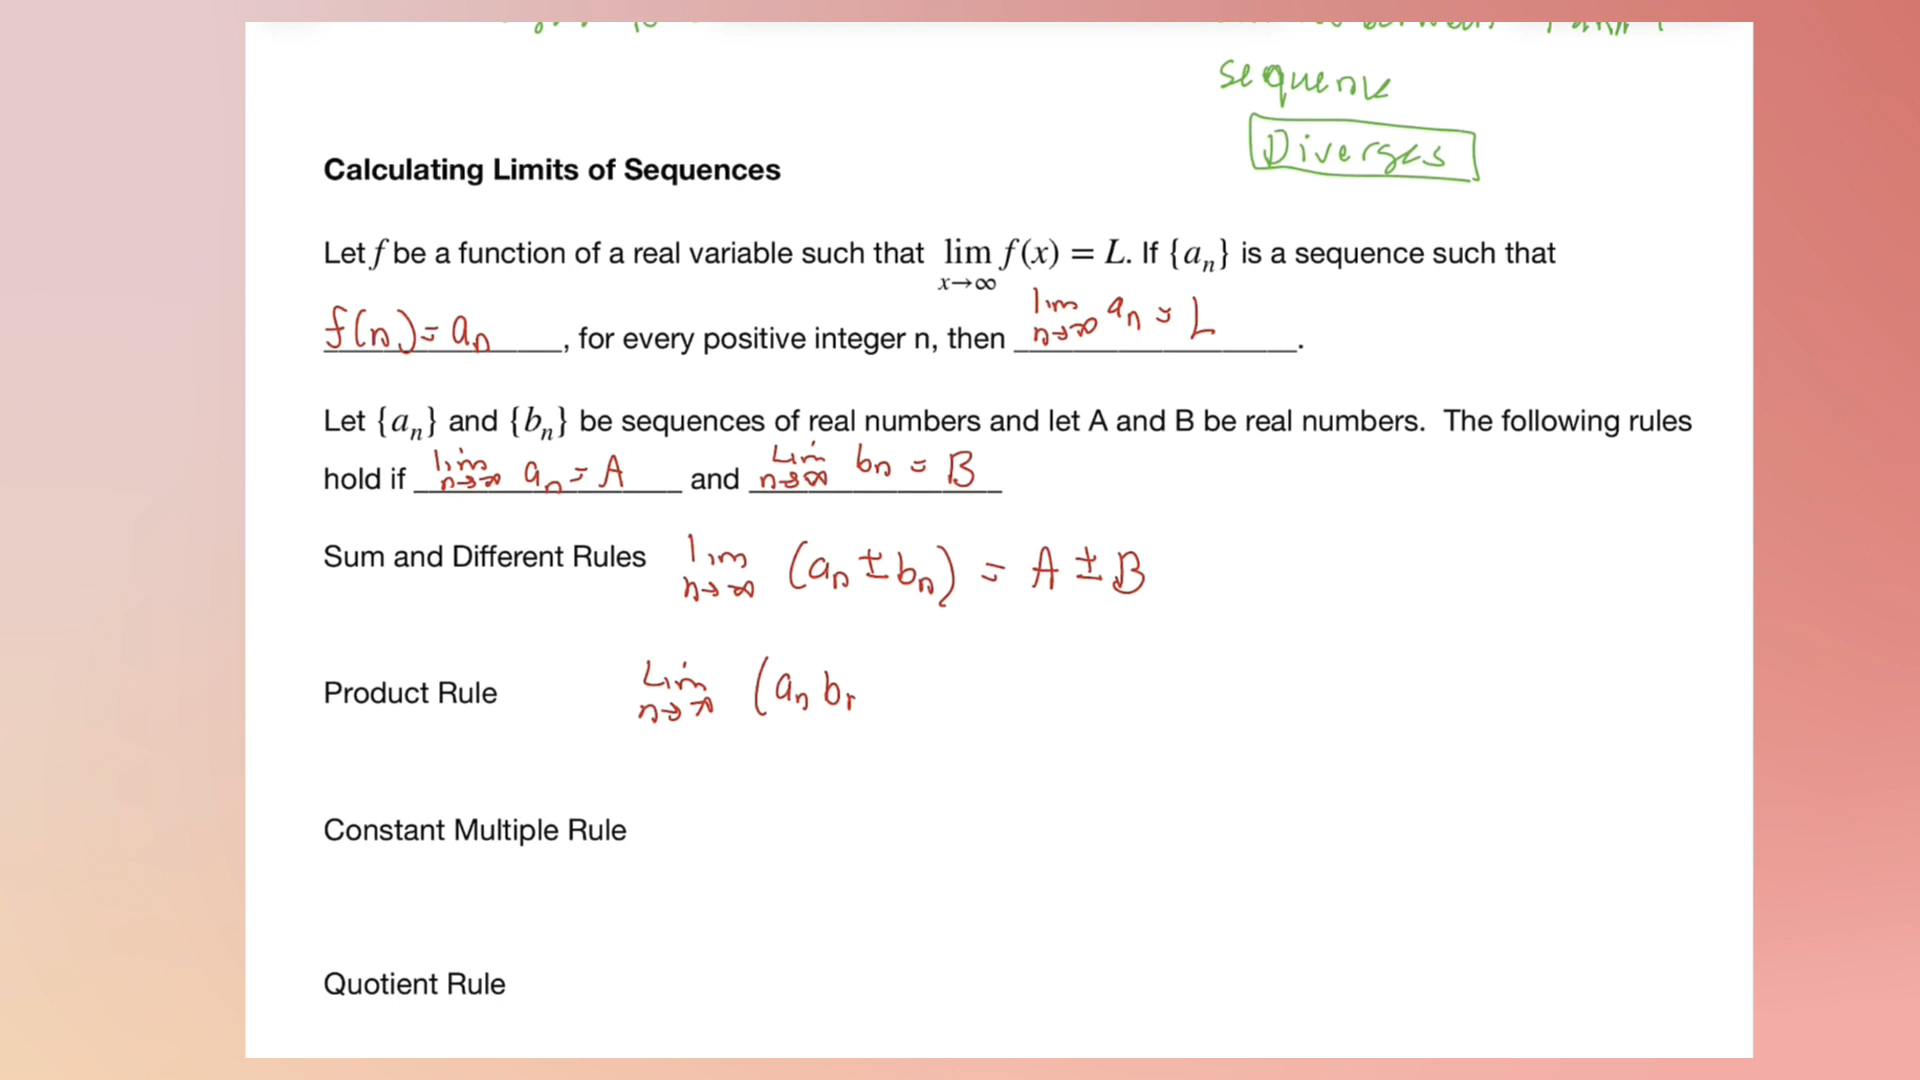 sequence
Diverges
Calculating Limits of Sequences
Let f be a function of a real variable such that lim x→∞ f(x) = L. If {aₙ} is a sequence such that
f(n) = aₙ, for every positive integer n, then lim n→∞ aₙ = L.
Let {aₙ} and {bₙ} be sequences of real numbers and let A and B be real numbers. The following rules
hold if lim n→∞ aₙ = A and Lim n→∞ bₙ = B
Sum and Different Rules lim n→∞ (aₙ ± bₙ) = A ± B
Product Rule Lim n→∞ (aₙ b
Constant Multiple Rule
Quotient Rule